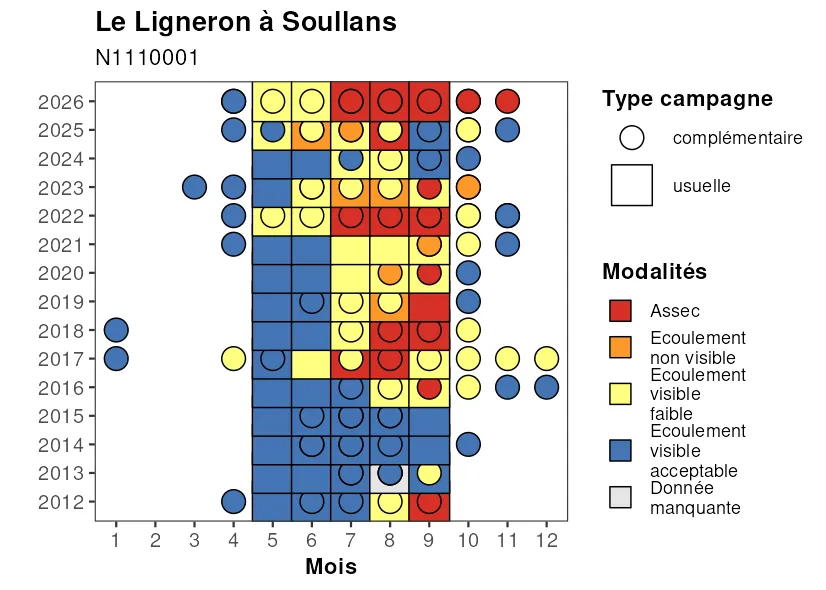 Le Ligneron à Soullans
N1110001
2026
2025
2024
2023
2022
2021
2020
2019
2018
2017
2016
2015
2014
2013
2012
1 2 3 4 5 6 7 8 9 10 11 12
Mois
Type campagne
complémentaire
usuelle
Modalités
Assec
Ecoulement
non visible
Ecoulement
visible
faible
Ecoulement
visible
acceptable
Donnée
manquante